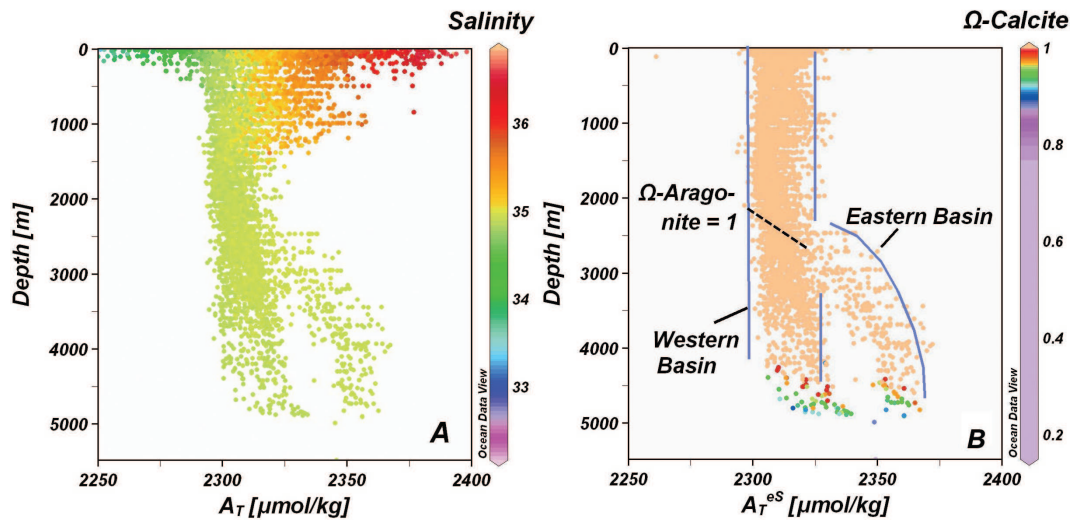 Salinity
0
1000
2000
3000
4000
5000
Depth [m]
2250
2300
2350
2400
A_T [µmol/kg]
A
36
35
34
33
Ocean Data View
Ω-Calcite
0
1000
2000
3000
4000
5000
Depth [m]
Ω-Arago-
nite = 1
Eastern Basin
Western
Basin
2250
2300
2350
2400
A_T^eS [µmol/kg]
B
1
0.8
0.6
0.4
0.2
Ocean Data View